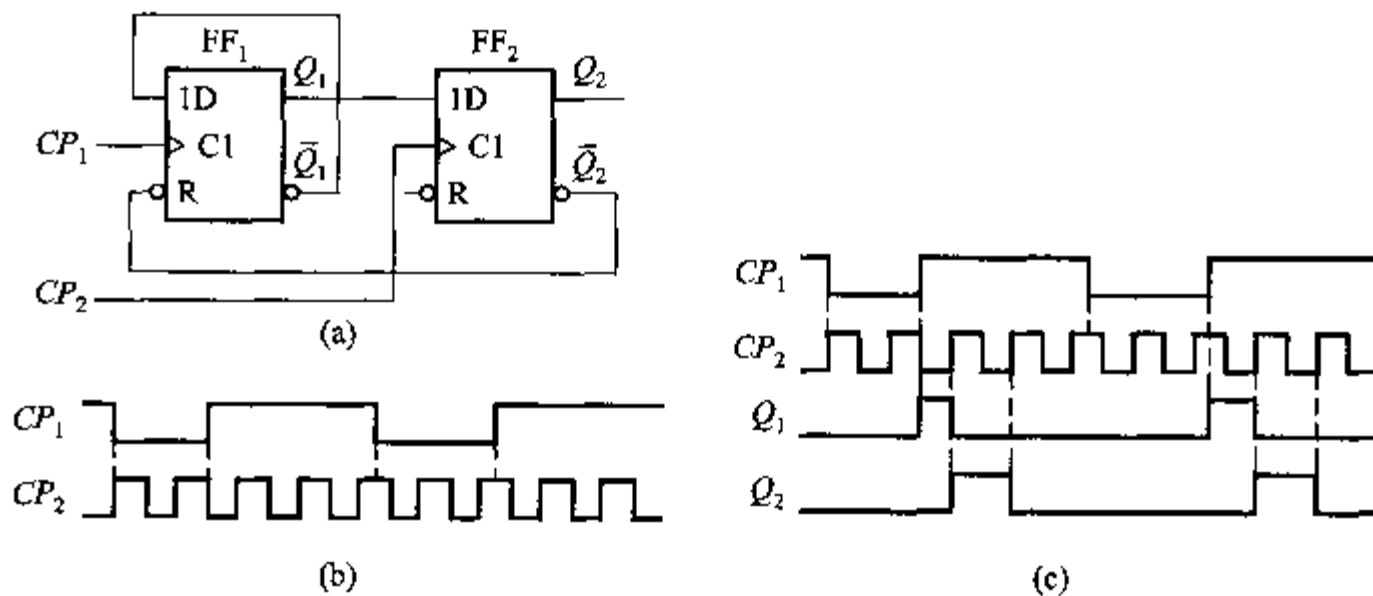 FF₁ FF₂
Q₁ Q₂
1D 1D
CP₁ C1 C1
Q̄₁ Q̄₂
R R
CP₂
(a)
CP₁
CP₂
(b)
CP₁
CP₂
Q₁
Q₂
(c)